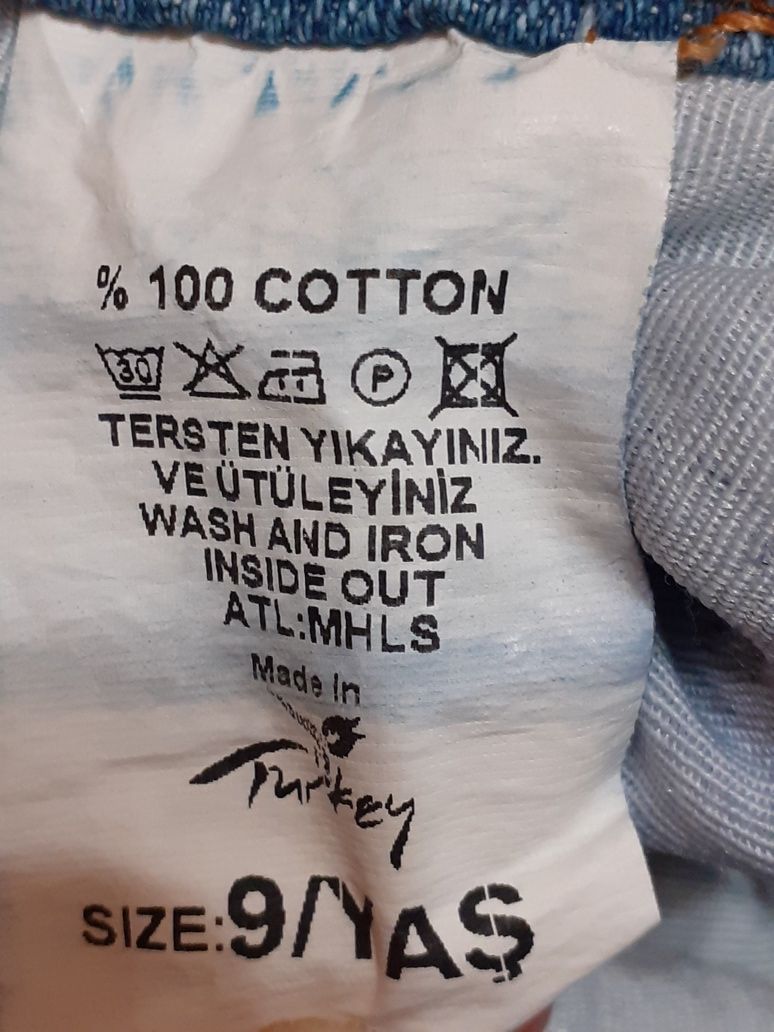 % 100 COTTON
30 P
TERSTEN YIKAYINIZ.
VE ÜTÜLEYİNİZ
WASH AND IRON
INSIDE OUT
ATL:MHLS
Made In
Turkey
SIZE:9/YAŞ